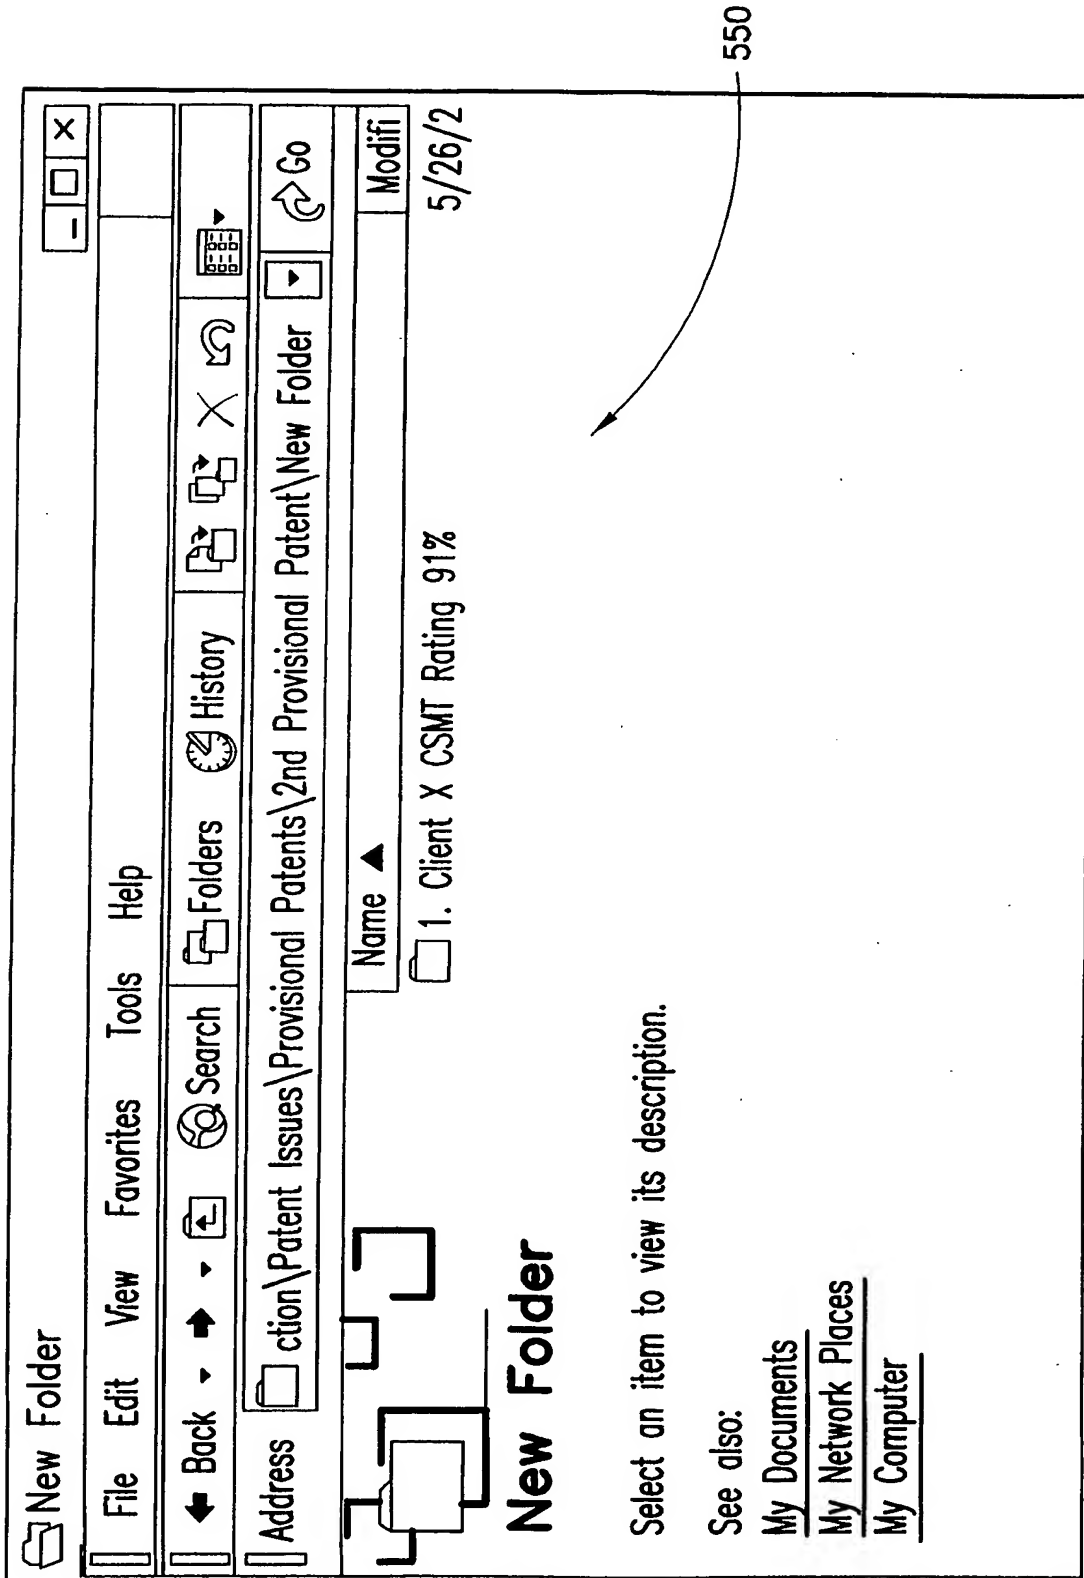 New Folder
File Edit View Favorites Tools Help
Back Search Folders History
Address ction\Patent Issues\Provisional Patents\2nd Provisional Patent\New Folder Go
Name Modifi
1. Client X CSMT Rating 91% 5/26/2
New Folder
Select an item to view its description.
See also:
My Documents
My Network Places
My Computer
550